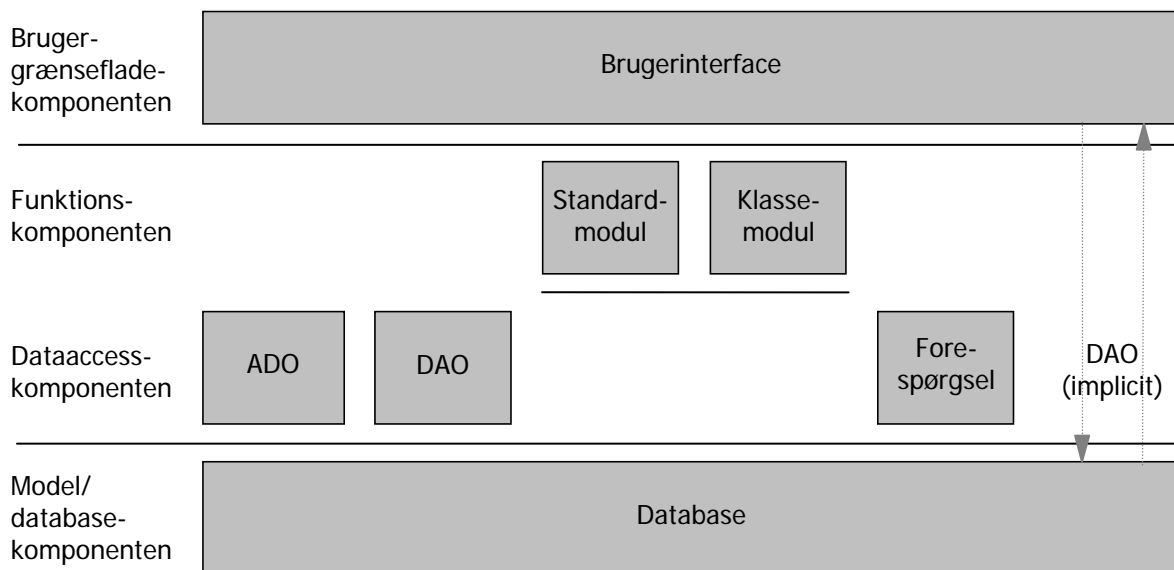 Bruger-
grænseflade-
komponenten
Brugerinterface
Funktions-
komponenten
Standard-
modul
Klasse-
modul
Dataaccess-
komponenten
ADO
DAO
Fore-
spørgsel
DAO
(implicit)
Model/
database-
komponenten
Database